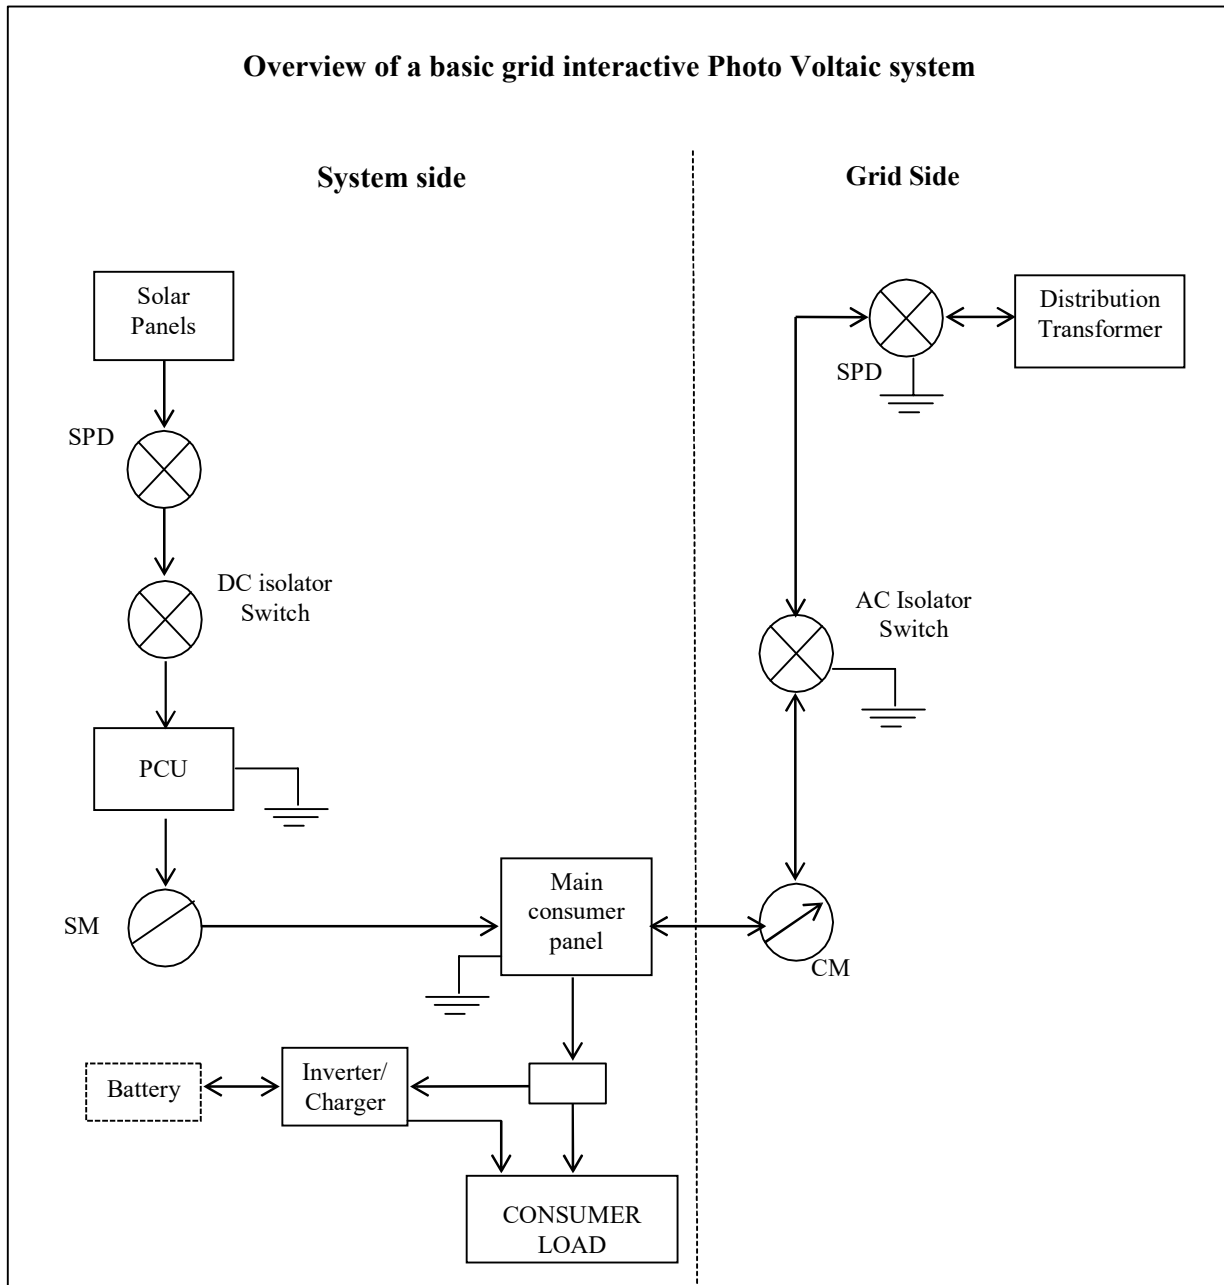 Overview of a basic grid interactive Photo Voltaic system
System side
Grid Side
Solar
Panels
SPD
DC isolator
Switch
PCU
SM
Main
consumer
panel
Battery
Inverter/
Charger
CONSUMER
LOAD
Distribution
Transformer
SPD
AC Isolator
Switch
CM